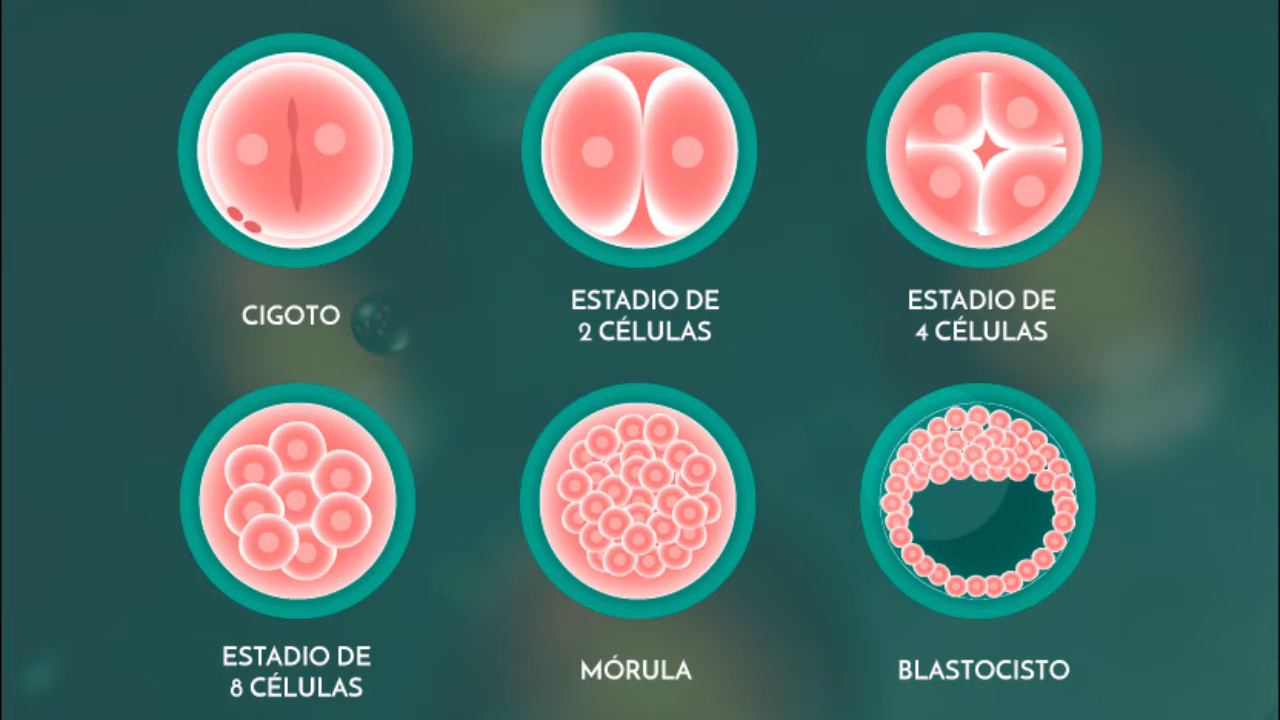 CIGOTO
ESTADIO DE
2 CÉLULAS
ESTADIO DE
4 CÉLULAS
ESTADIO DE
8 CÉLULAS
MÓRULA
BLASTOCISTO